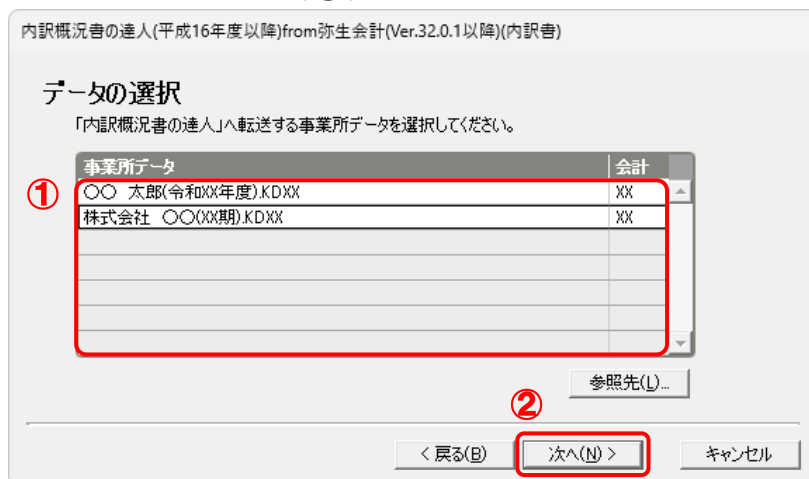 内訳概況書の達人(平成16年度以降)from弥生会計(Ver.32.0.1以降)(内訳書)
データの選択
「内訳概況書の達人」へ転送する事業所データを選択してください。
事業所データ 会計
① ○○ 太郎(令和XX年度).KDXX XX
株式会社 ○○(XX期).KDXX XX
参照先(L)...
②
< 戻る(B) 次へ(N) > キャンセル